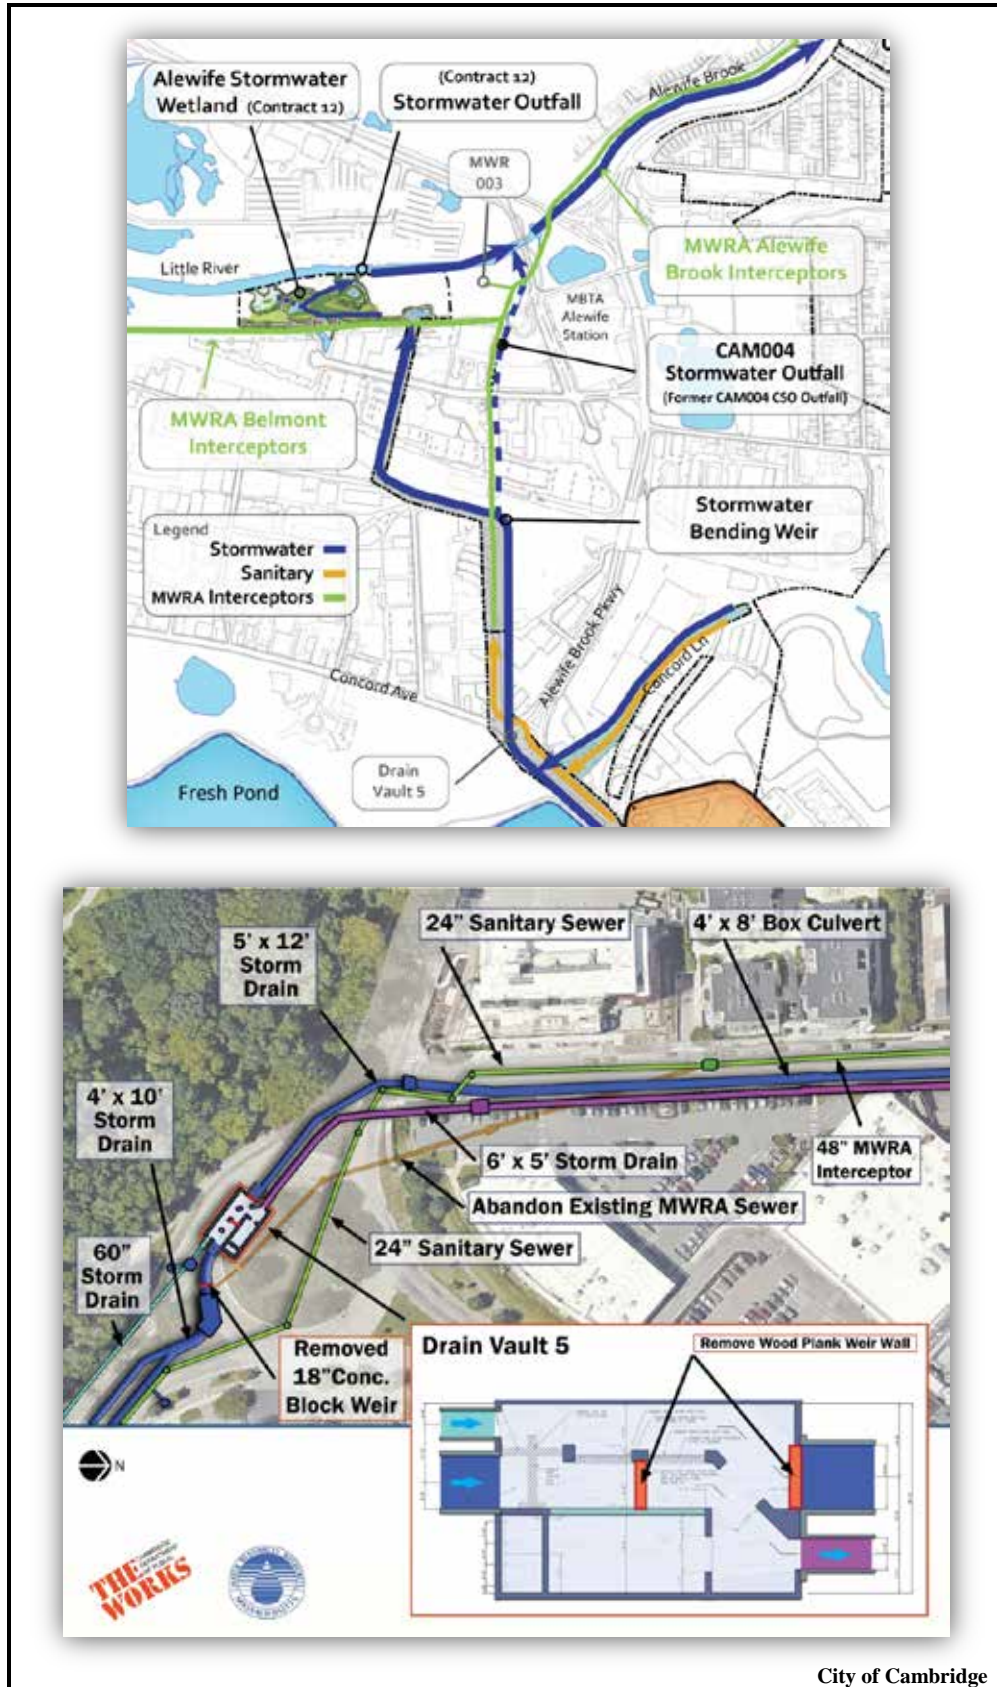 Alewife Stormwater
Wetland (Contract 12)
(Contract 12)
Stormwater Outfall
Alewife Brook
MWR
003
MWRA Alewife
Brook Interceptors
Little River
MBTA
Alewife
Station
CAM004
Stormwater Outfall
(Former CAM004 CSO Outfall)
MWRA Belmont
Interceptors
Stormwater
Bending Weir
Legend
Stormwater
Sanitary
MWRA Interceptors
Alewife Brook Pkwy
Concord Ln
Concord Ave
Drain
Vault 5
Fresh Pond
5' x 12'
Storm
Drain
24" Sanitary Sewer
4' x 8' Box Culvert
4' x 10'
Storm
Drain
48" MWRA
Interceptor
6' x 5' Storm Drain
Abandon Existing MWRA Sewer
24" Sanitary Sewer
60"
Storm
Drain
Removed
18"Conc.
Block Weir
Drain Vault 5
Remove Wood Plank Weir Wall
N
THE
WORKS
City of Cambridge